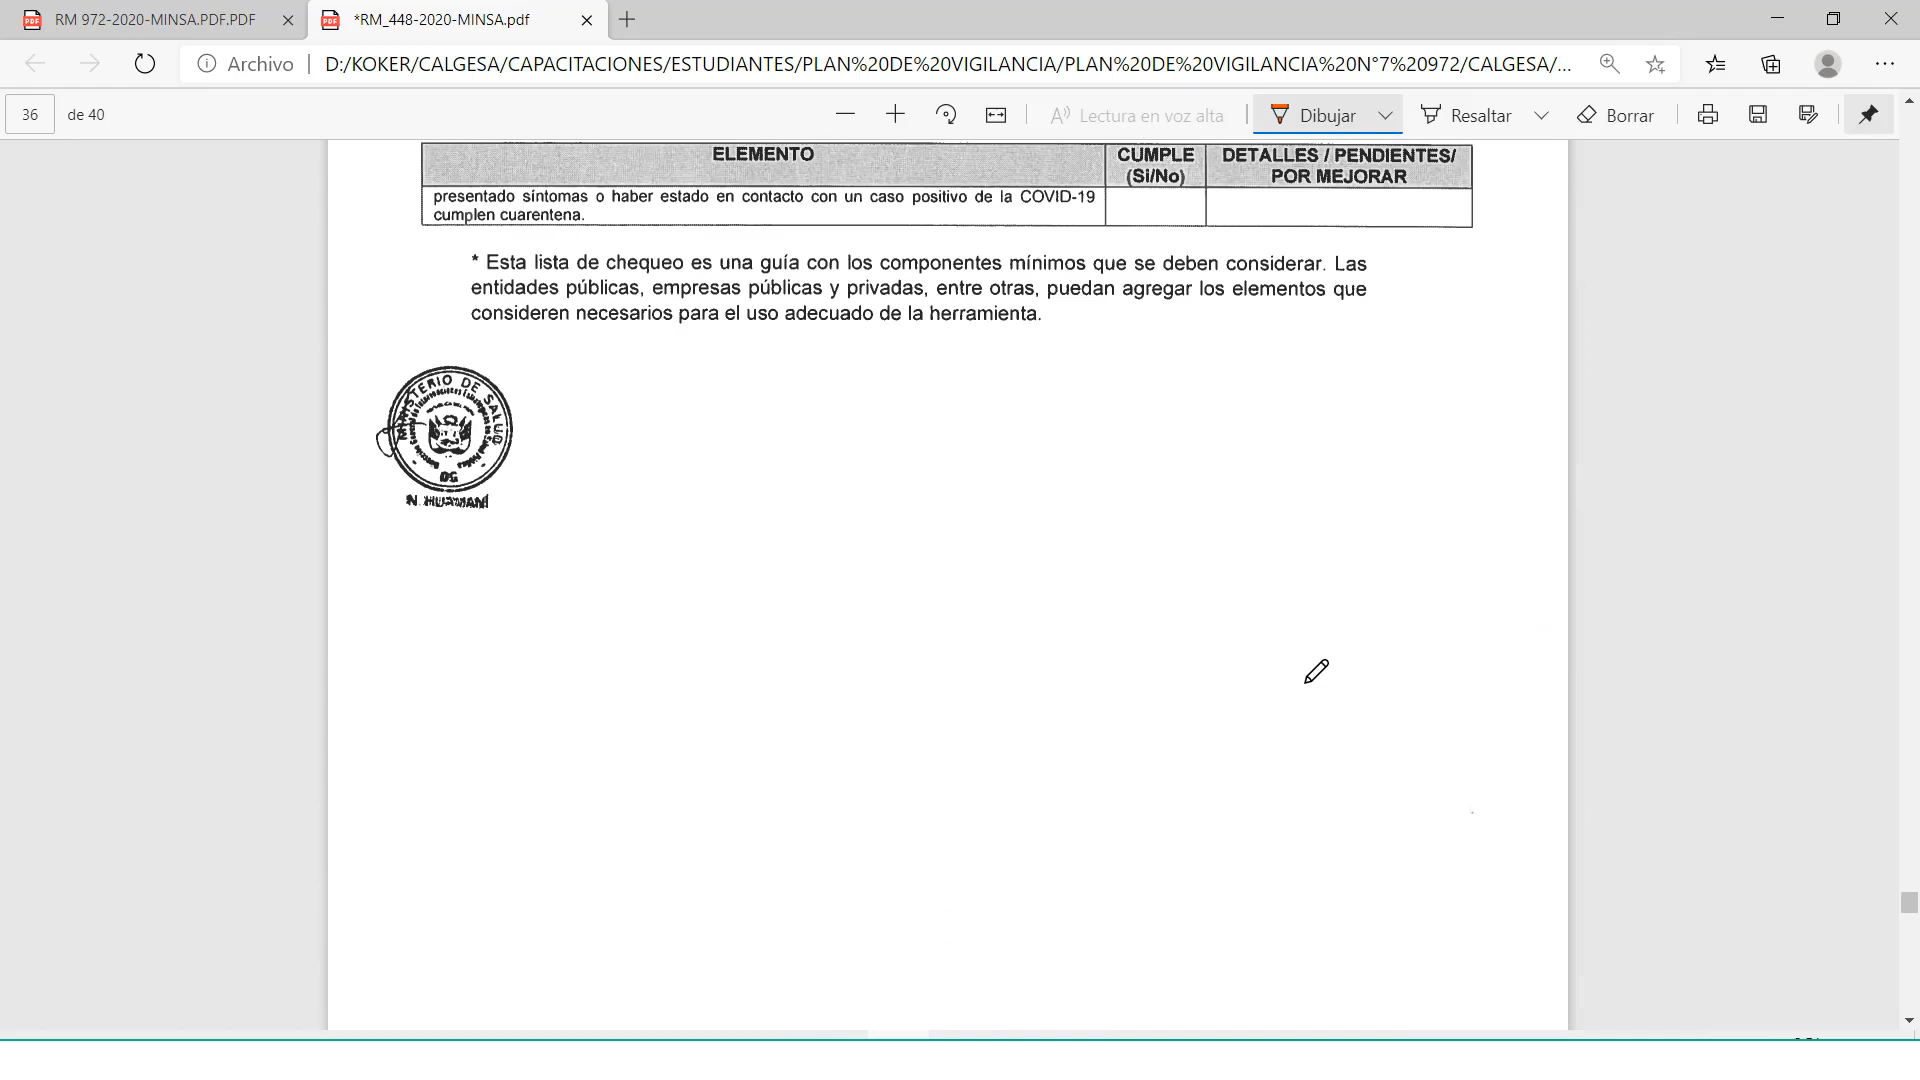 RM 972-2020-MINSA.PDF.PDF
*RM_448-2020-MINSA.pdf
Archivo
D:/KOKER/CALGESA/CAPACITACIONES/ESTUDIANTES/PLAN%20DE%20VIGILANCIA/PLAN%20DE%20VIGILANCIA%20N°7%20972/CALGESA/...
36 de 40
Lectura en voz alta
Dibujar
Resaltar
Borrar
ELEMENTO
CUMPLE
(Si/No)
DETALLES / PENDIENTES/
POR MEJORAR
presentado síntomas o haber estado en contacto con un caso positivo de la COVID-19
cumplen cuarentena.
* Esta lista de chequeo es una guía con los componentes mínimos que se deben considerar. Las
entidades públicas, empresas públicas y privadas, entre otras, puedan agregar los elementos que
consideren necesarios para el uso adecuado de la herramienta.
MINISTERIO DE SALUD
N. HUAMANÍ